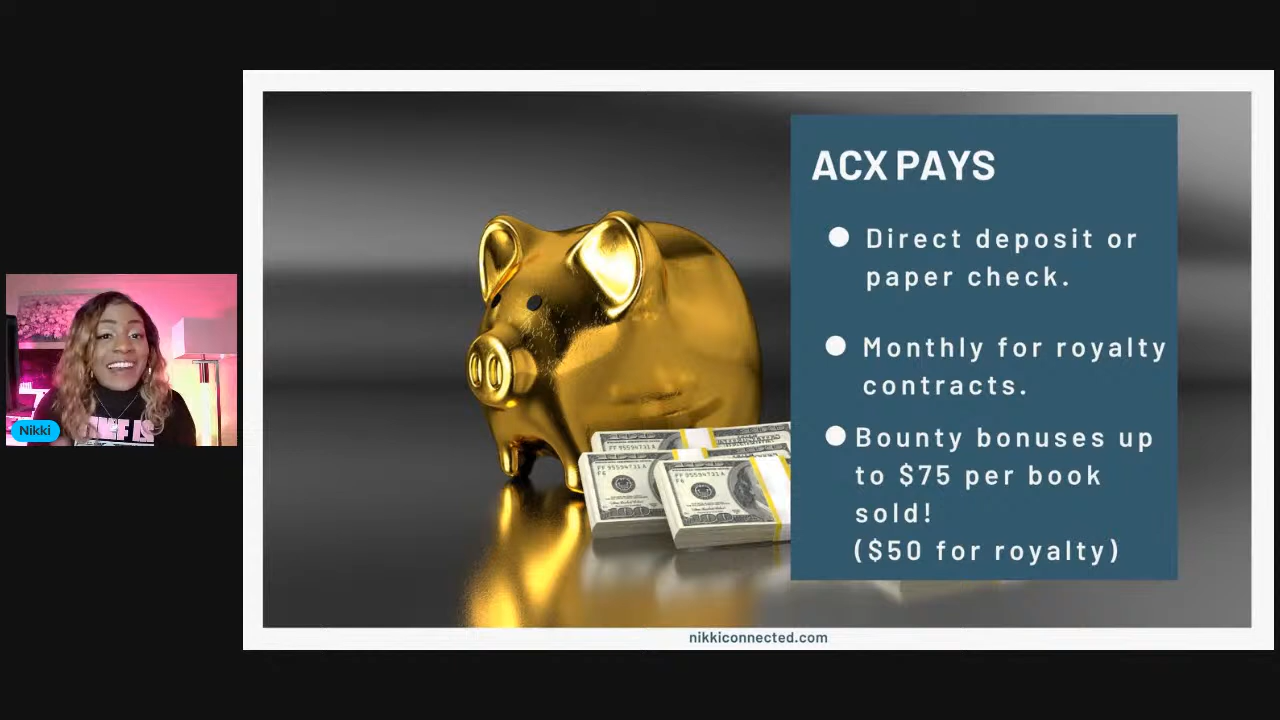 ACX PAYS
Direct deposit or
paper check.
Monthly for royalty
contracts.
Bounty bonuses up
to $75 per book
sold!
($50 for royalty)
Nikki
nikkiconnected.com